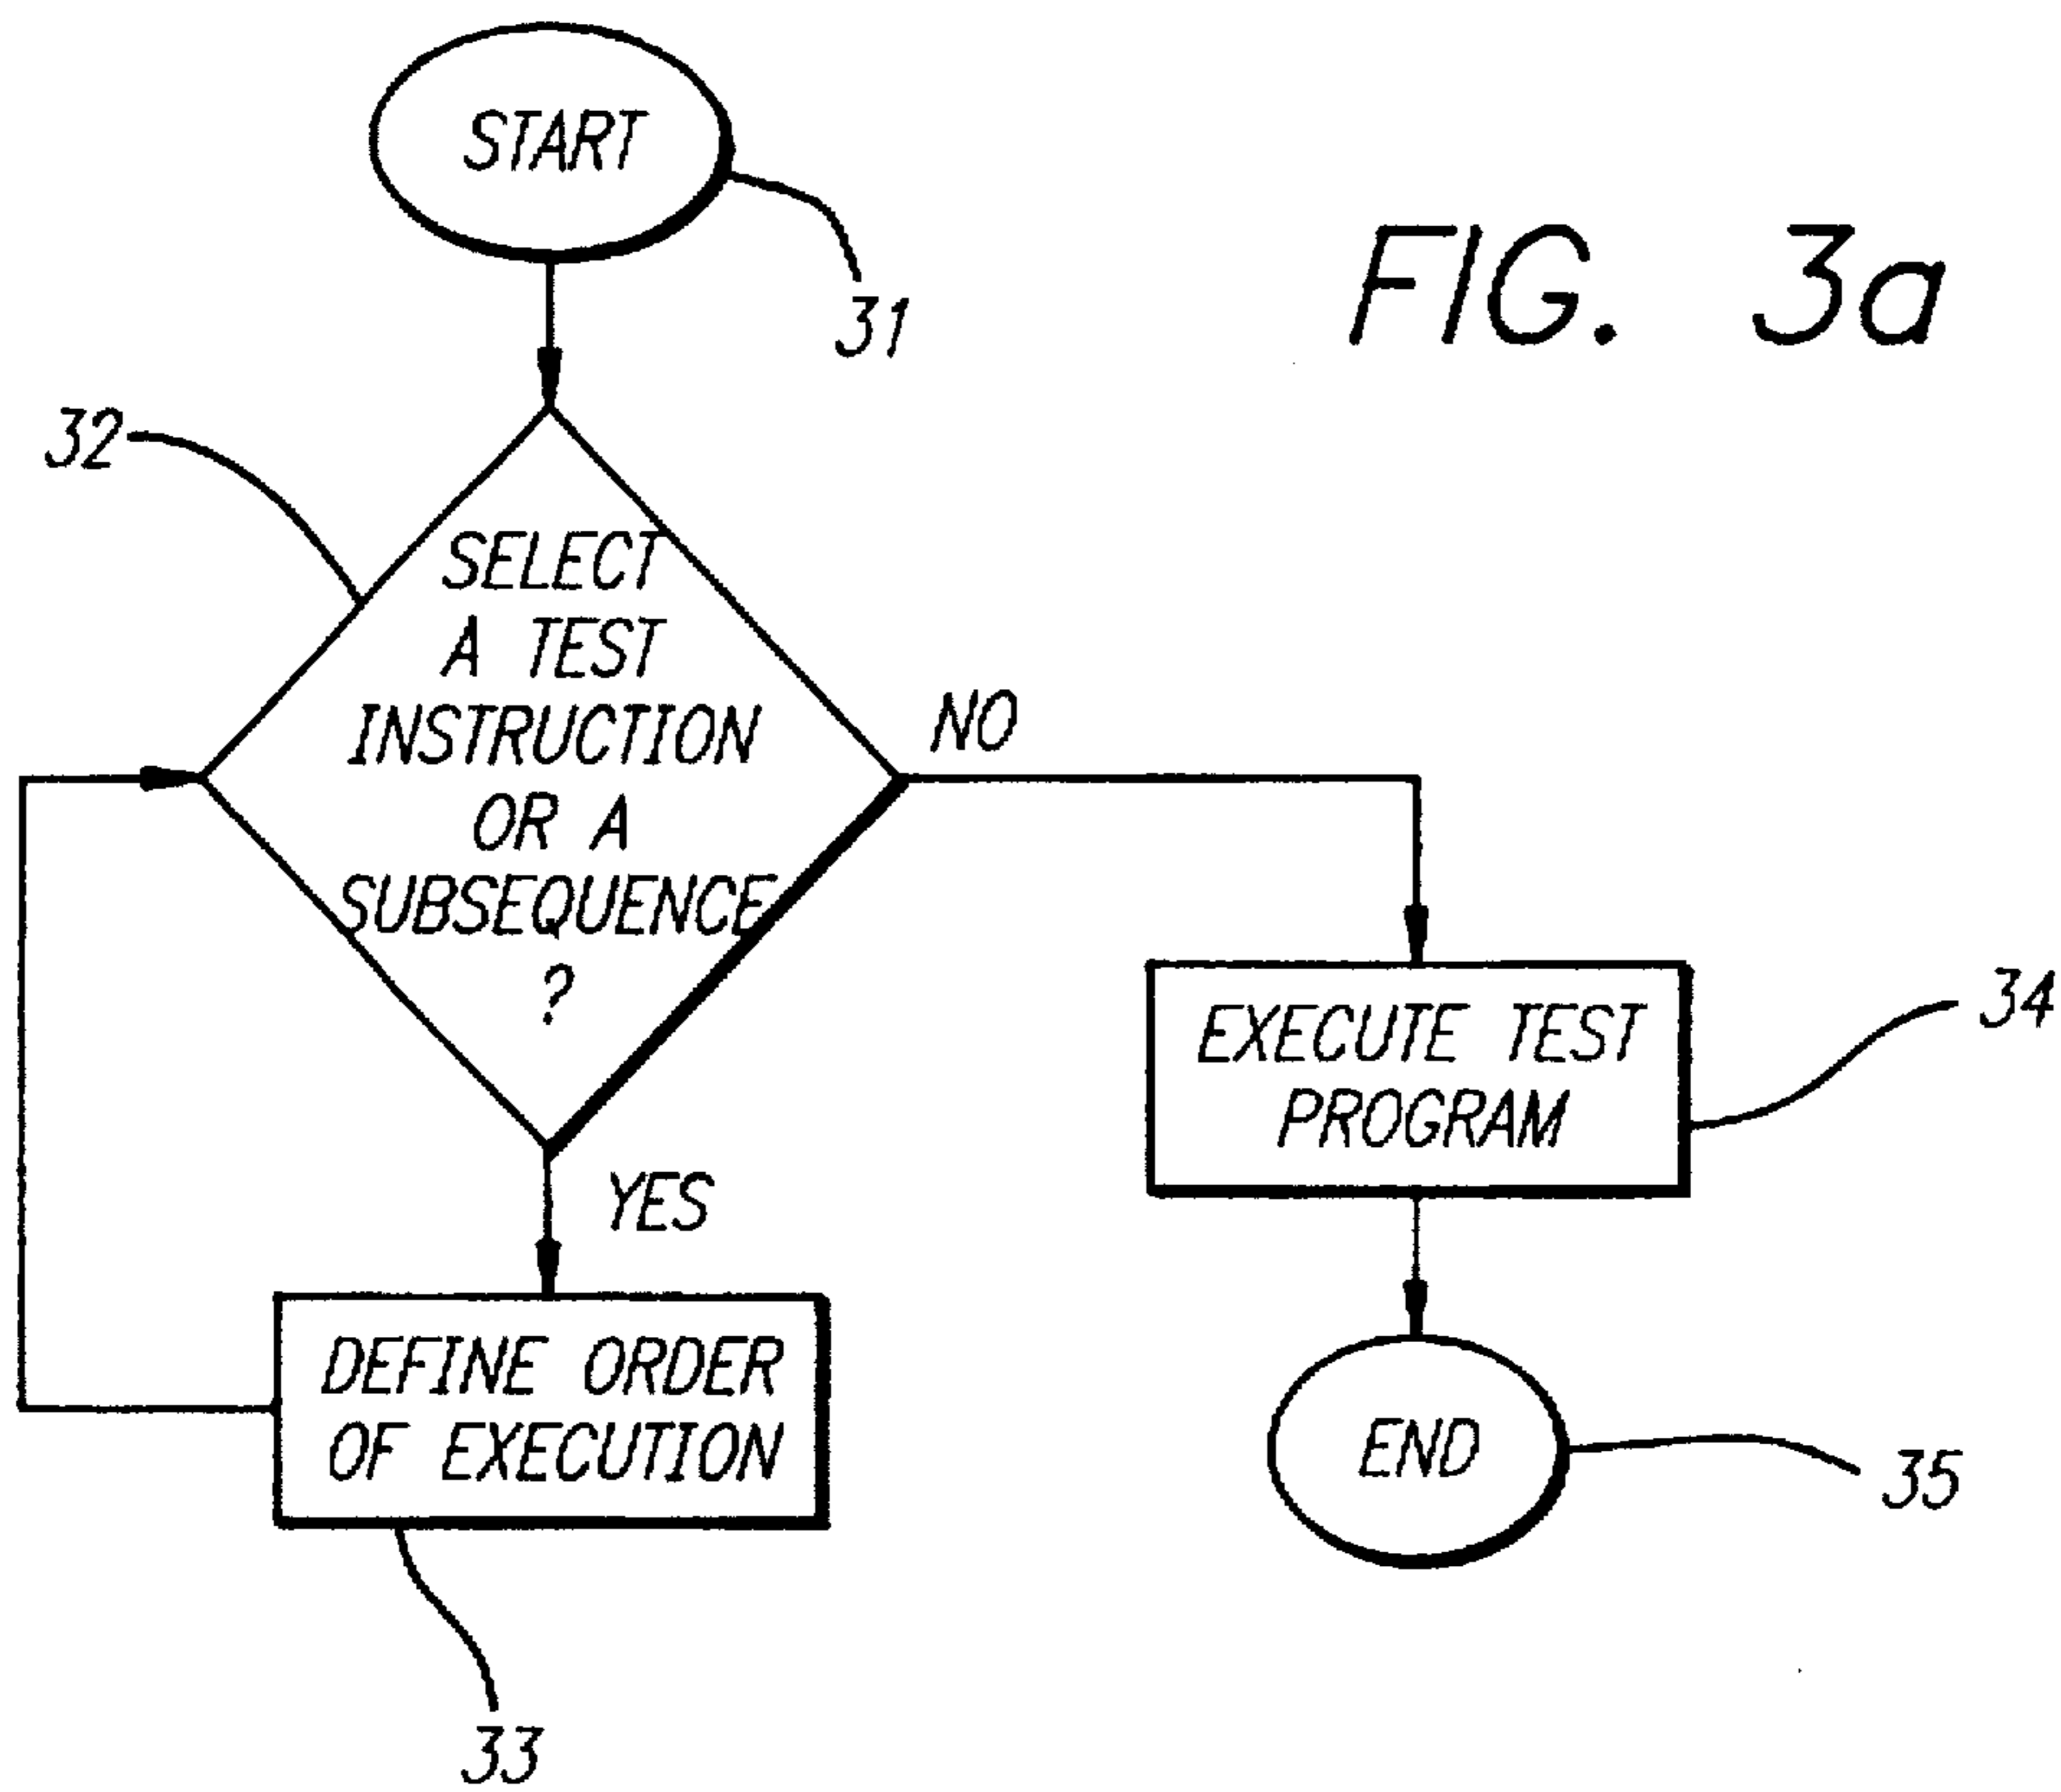 START
31
FIG. 3a
32
SELECT
A TEST
INSTRUCTION
OR A
SUBSEQUENCE
?
NO
YES
EXECUTE TEST
PROGRAM
34
DEFINE ORDER
OF EXECUTION
33
END
35